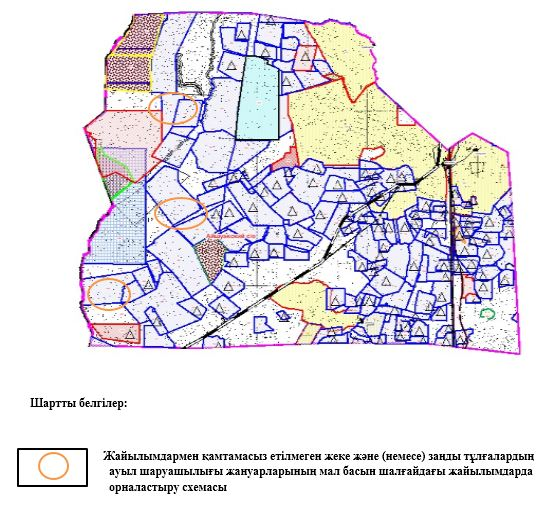 Шартты белгілер:
Жайылымдармен қамтамасыз етілмеген жеке және (немесе) заңды тұлғалардың
ауыл шаруашылығы жануарларының мал басын шалғайдағы жайылымдарда
орналастыру схемасы